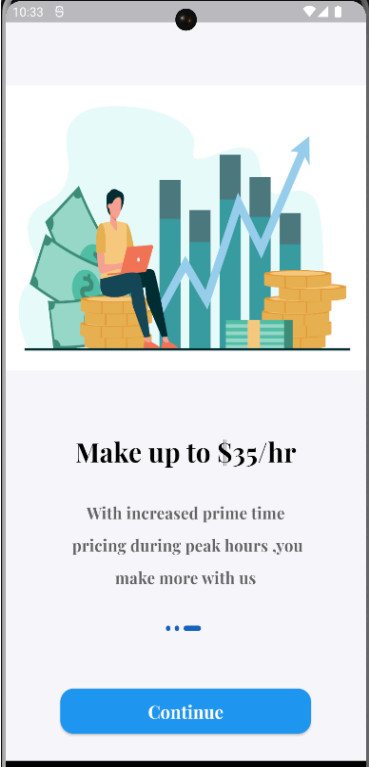 10:33
Make up to $35/hr
With increased prime time
pricing during peak hours ,you
make more with us
Continue